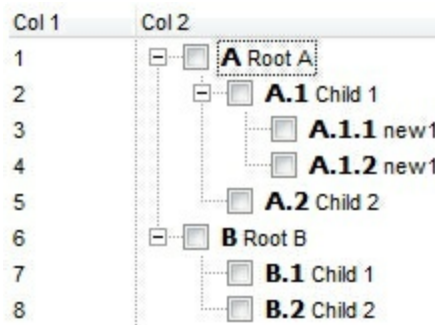 Col 1 Col 2
1 A Root A
2 A.1 Child 1
3 A.1.1 new1
4 A.1.2 new1
5 A.2 Child 2
6 B Root B
7 B.1 Child 1
8 B.2 Child 2